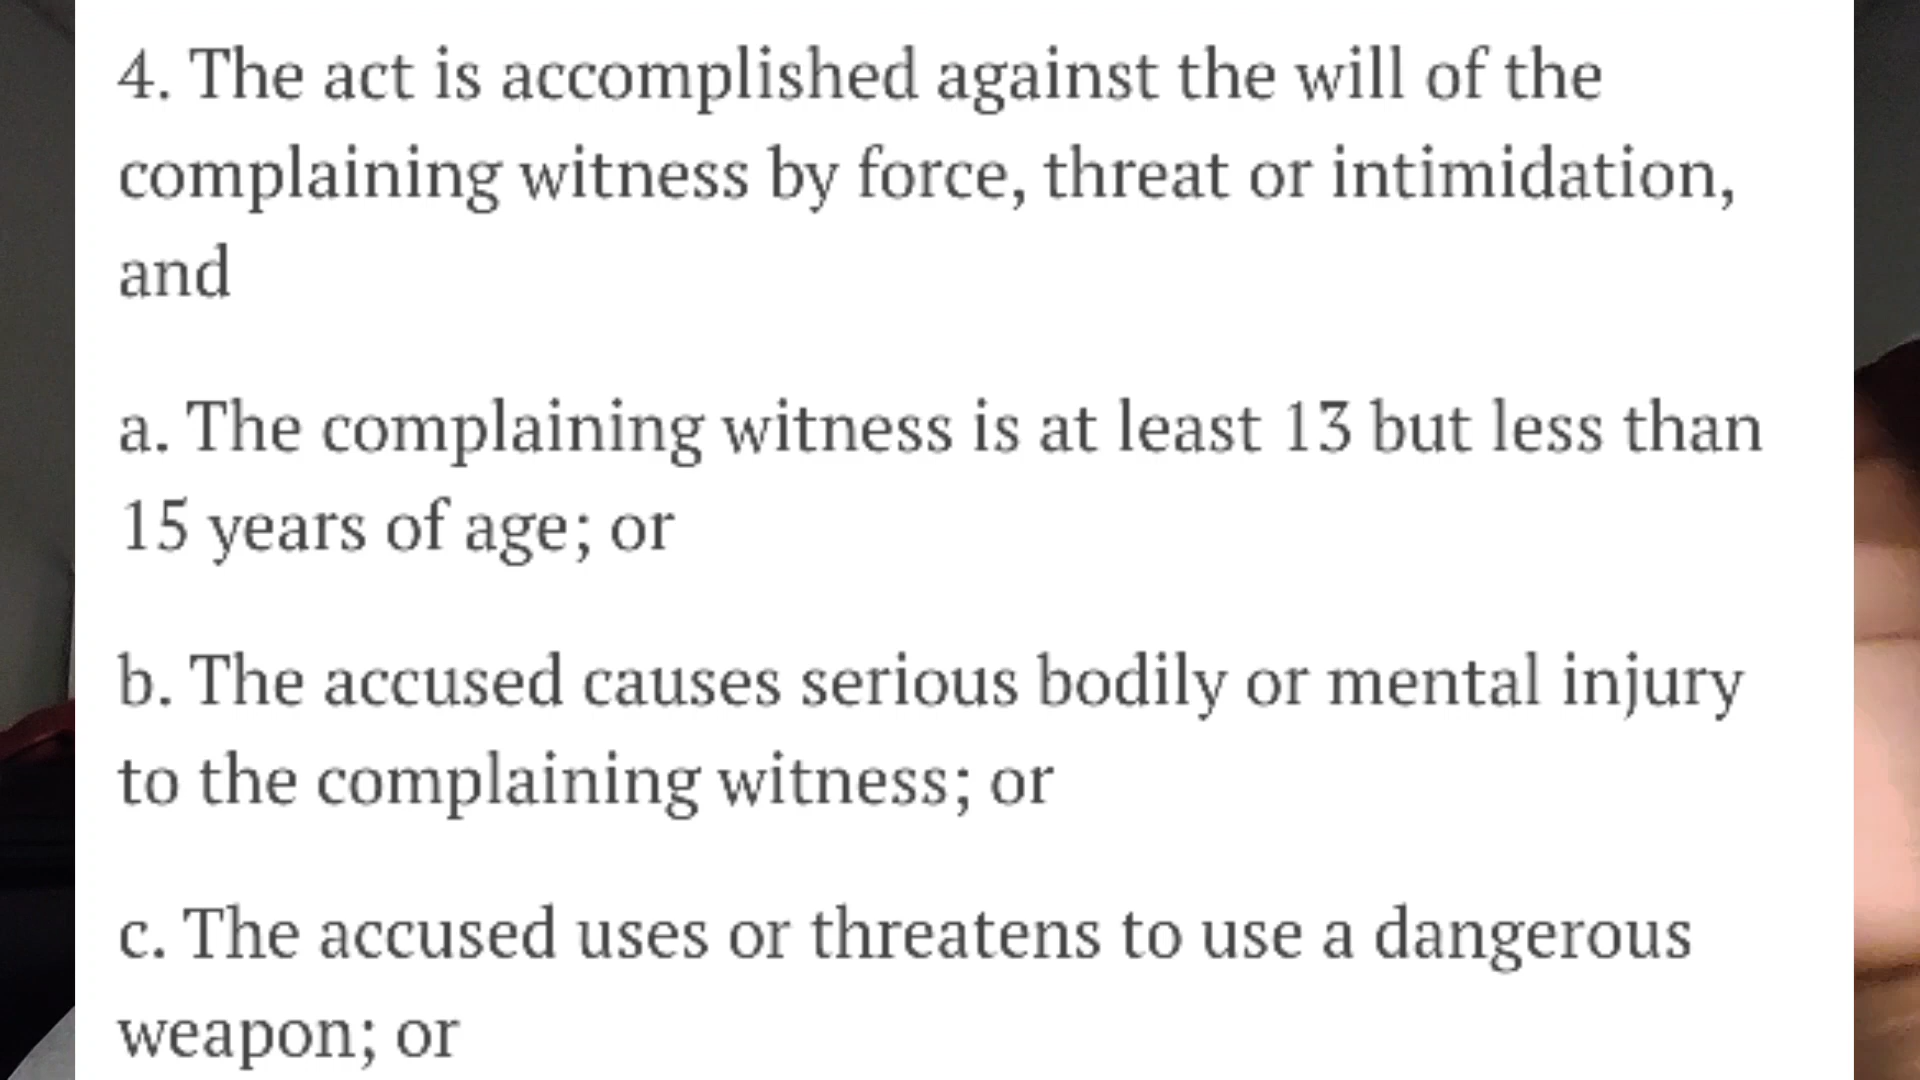 4. The act is accomplished against the will of the
complaining witness by force, threat or intimidation,
and
a. The complaining witness is at least 13 but less than
15 years of age; or
b. The accused causes serious bodily or mental injury
to the complaining witness; or
c. The accused uses or threatens to use a dangerous
weapon; or